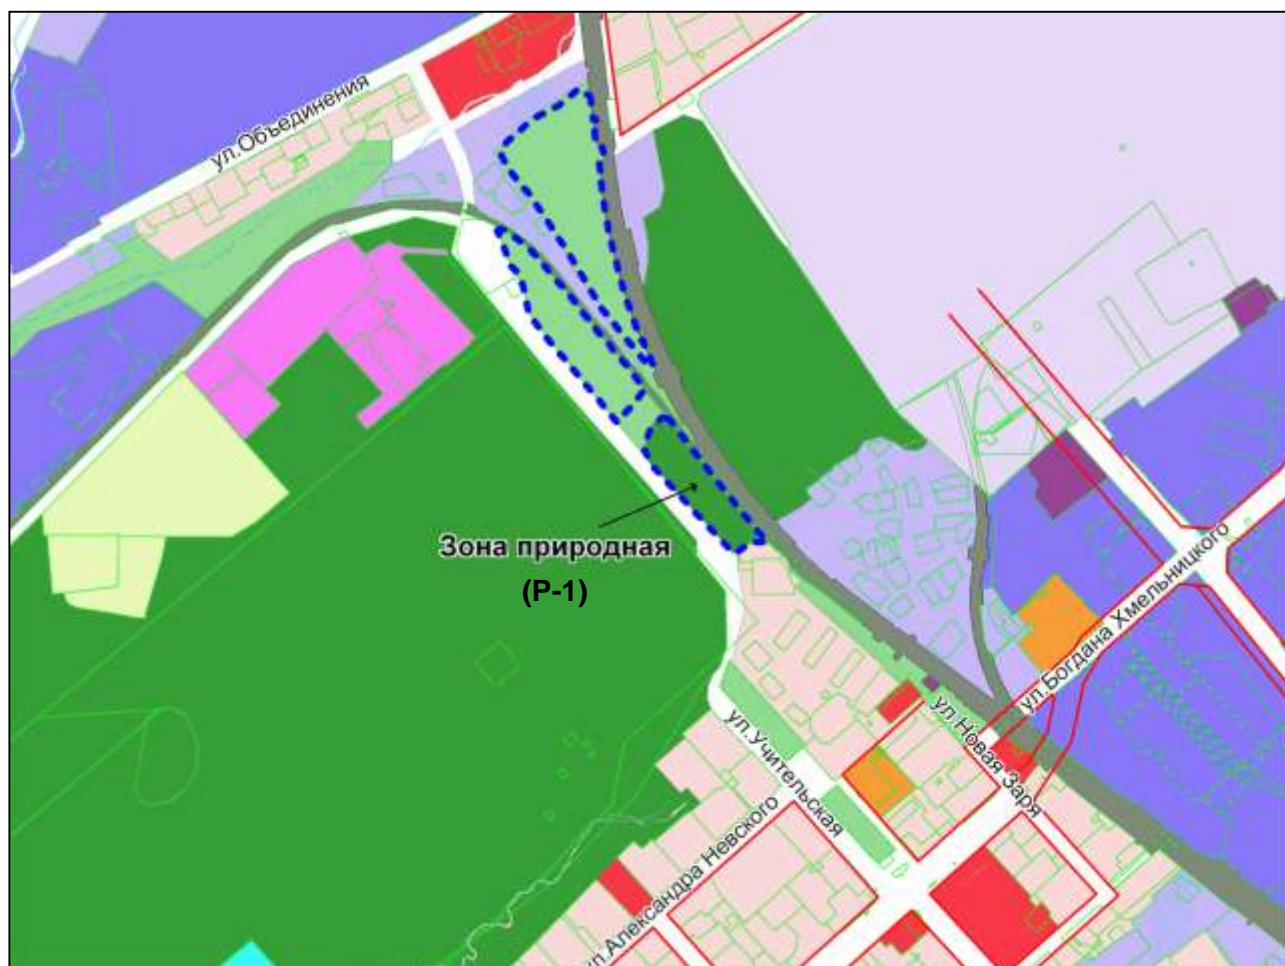 ул.Объединения
Зона природная
(Р-1)
ул.Богдана Хмельницкого
ул.Учительская
ул.Новая Заря
ул.Александра Невского